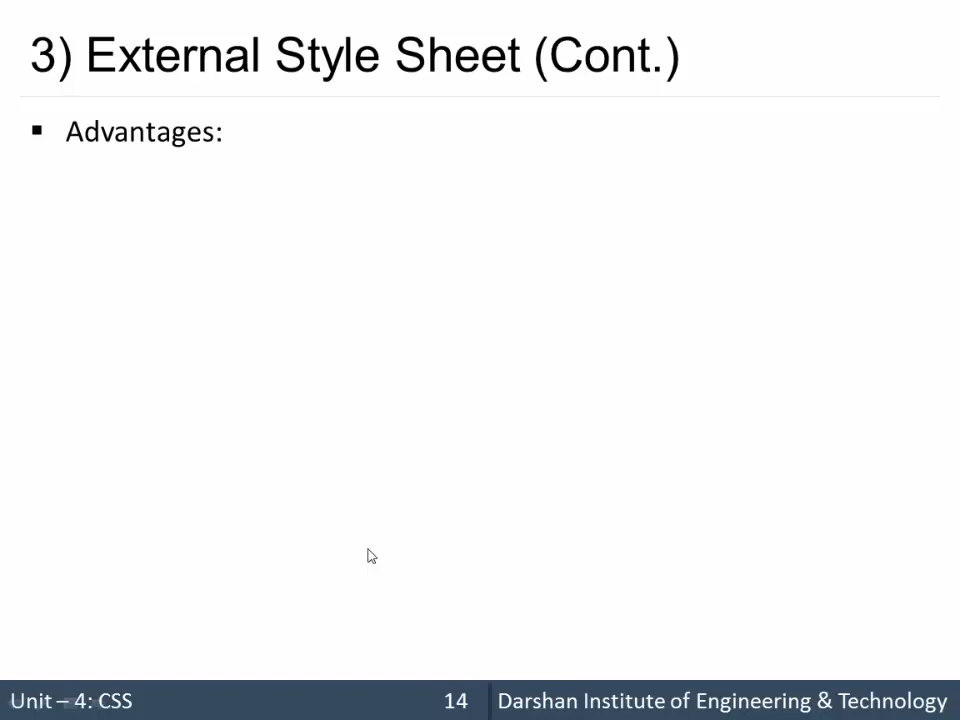 3) External Style Sheet (Cont.)
▪ Advantages:
Unit – 4: CSS 14 Darshan Institute of Engineering & Technology